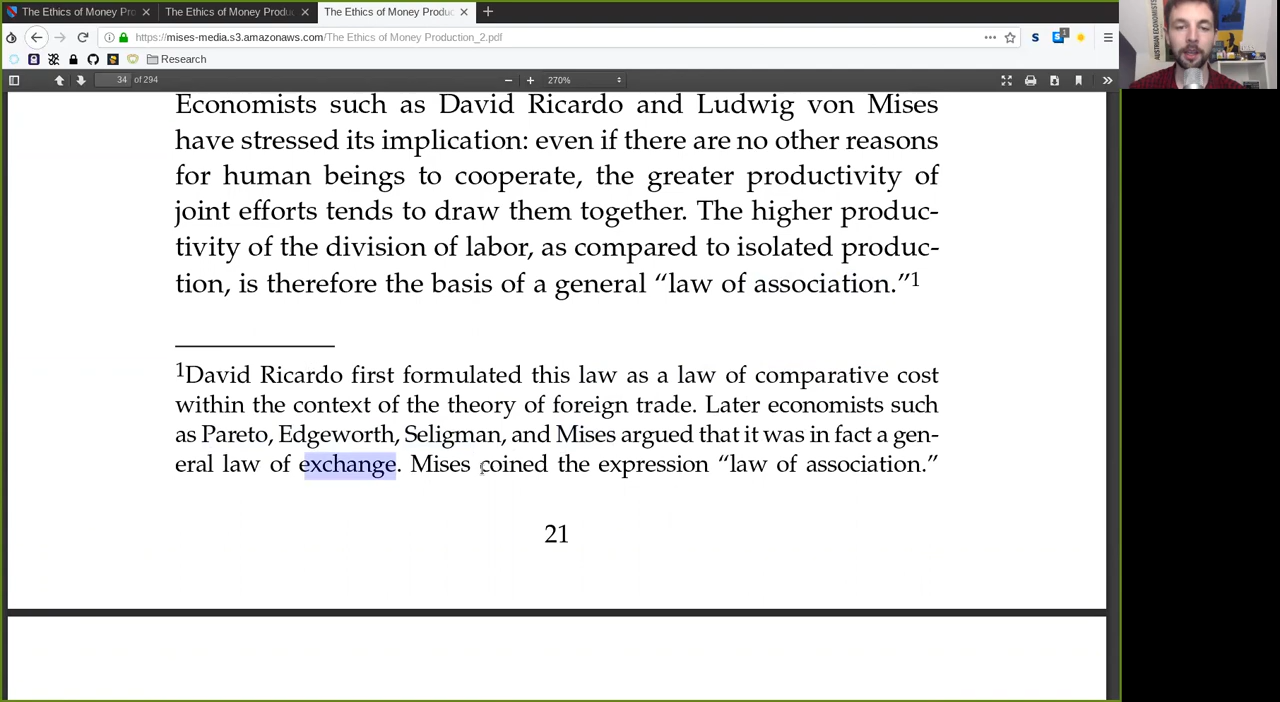 The Ethics of Money Pro
The Ethics of Money Produ
The Ethics of Money Produc
https://mises-media.s3.amazonaws.com/The Ethics of Money Production_2.pdf
Research
34 of 294
270%
Economists such as David Ricardo and Ludwig von Mises
have stressed its implication: even if there are no other reasons
for human beings to cooperate, the greater productivity of
joint efforts tends to draw them together. The higher produc-
tivity of the division of labor, as compared to isolated produc-
tion, is therefore the basis of a general “law of association.”1
1David Ricardo first formulated this law as a law of comparative cost
within the context of the theory of foreign trade. Later economists such
as Pareto, Edgeworth, Seligman, and Mises argued that it was in fact a gen-
eral law of exchange. Mises coined the expression “law of association.”
21
AUSTRIAN ECONOMISTS